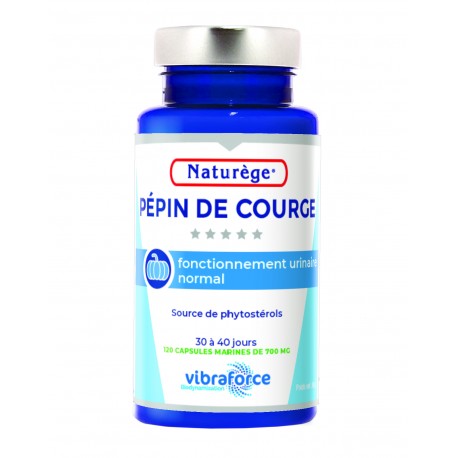 Naturège®
PÉPIN DE COURGE
fonctionnement urinaire
normal
Source de phytostérols
30 à 40 jours
120 CAPSULES MARINES DE 700 MG
vibraforce
Biodynamisation